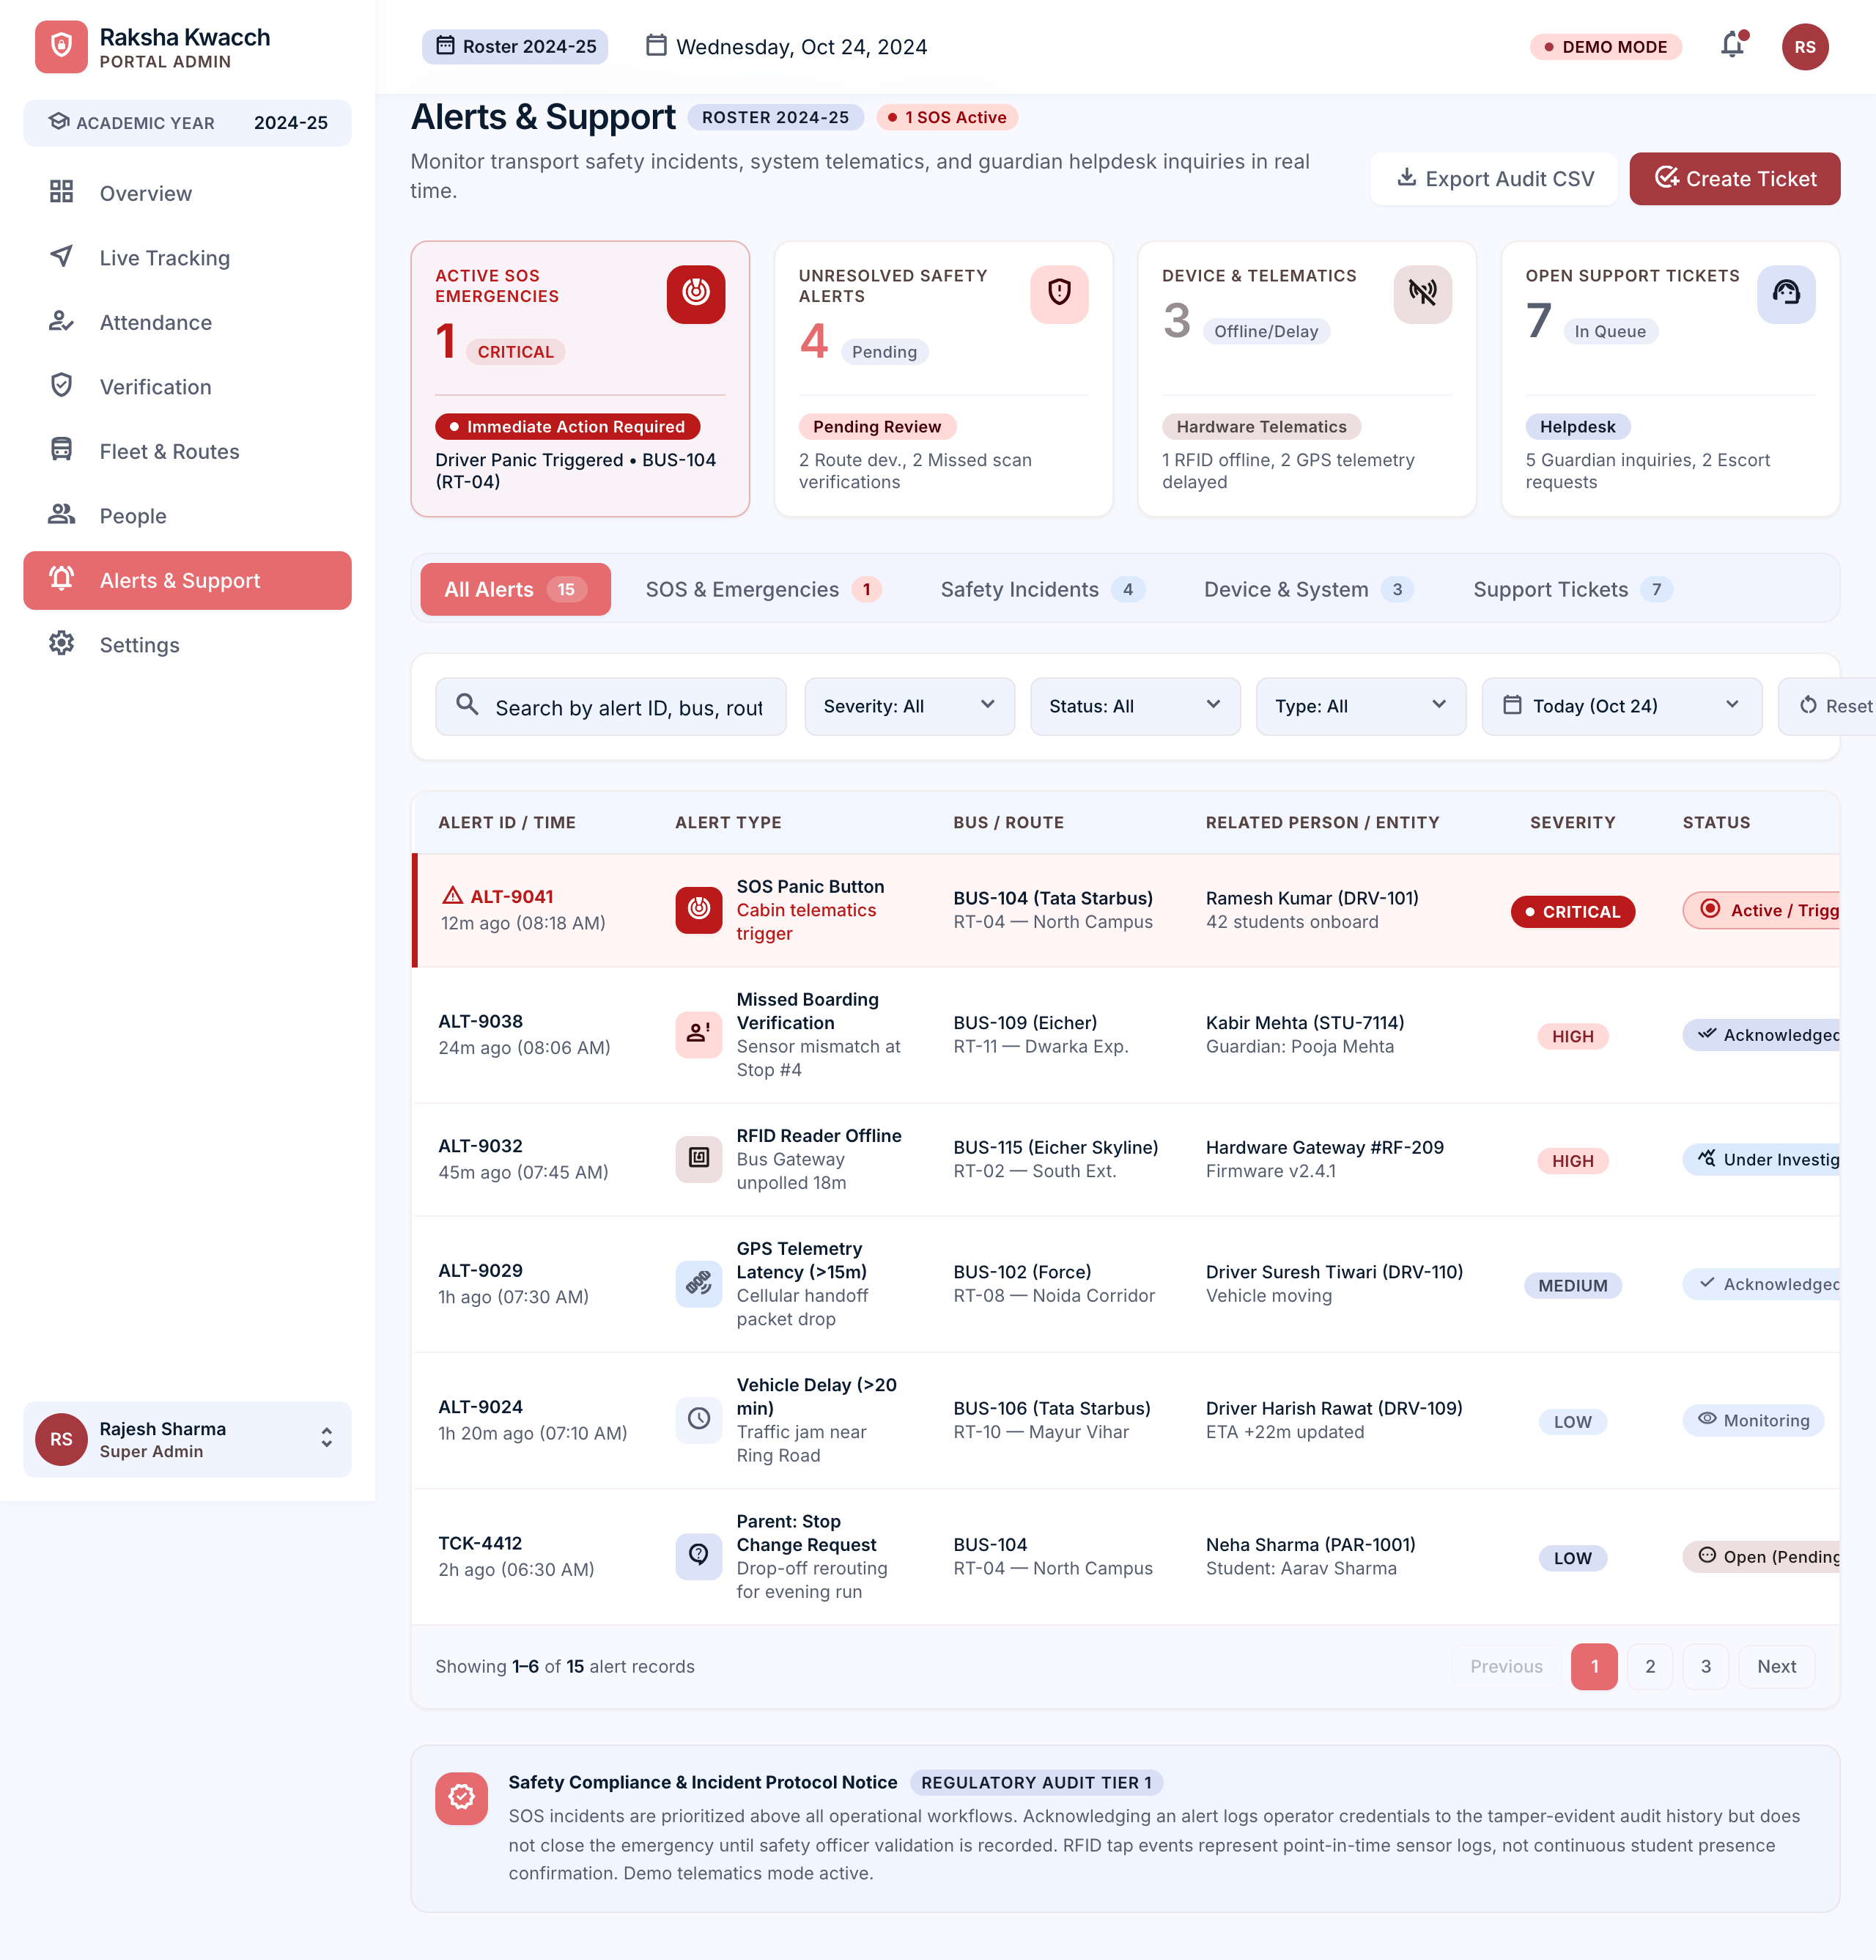 Raksha Kwacch
PORTAL ADMIN
ACADEMIC YEAR 2024-25
Overview
Live Tracking
Attendance
Verification
Fleet & Routes
People
Alerts & Support
Settings
RS
Rajesh Sharma
Super Admin
Roster 2024-25
Wednesday, Oct 24, 2024
DEMO MODE
RS
Alerts & Support ROSTER 2024-25 1 SOS Active
Monitor transport safety incidents, system telematics, and guardian helpdesk inquiries in real
time.
Export Audit CSV
Create Ticket
ACTIVE SOS
EMERGENCIES
1 CRITICAL
Immediate Action Required
Driver Panic Triggered • BUS-104
(RT-04)
UNRESOLVED SAFETY
ALERTS
4 Pending
Pending Review
2 Route dev., 2 Missed scan
verifications
DEVICE & TELEMATICS
3 Offline/Delay
Hardware Telematics
1 RFID offline, 2 GPS telemetry
delayed
OPEN SUPPORT TICKETS
7 In Queue
Helpdesk
5 Guardian inquiries, 2 Escort
requests
All Alerts 15 SOS & Emergencies 1 Safety Incidents 4 Device & System 3 Support Tickets 7
Search by alert ID, bus, rout Severity: All Status: All Type: All Today (Oct 24) Reset
ALERT ID / TIME ALERT TYPE BUS / ROUTE RELATED PERSON / ENTITY SEVERITY STATUS
ALT-9041
12m ago (08:18 AM)
SOS Panic Button
Cabin telematics
trigger
BUS-104 (Tata Starbus)
RT-04 — North Campus
Ramesh Kumar (DRV-101)
42 students onboard
CRITICAL
Active / Trigg
ALT-9038
24m ago (08:06 AM)
Missed Boarding
Verification
Sensor mismatch at
Stop #4
BUS-109 (Eicher)
RT-11 — Dwarka Exp.
Kabir Mehta (STU-7114)
Guardian: Pooja Mehta
HIGH
Acknowledged
ALT-9032
45m ago (07:45 AM)
RFID Reader Offline
Bus Gateway
unpolled 18m
BUS-115 (Eicher Skyline)
RT-02 — South Ext.
Hardware Gateway #RF-209
Firmware v2.4.1
HIGH
Under Investig
ALT-9029
1h ago (07:30 AM)
GPS Telemetry
Latency (>15m)
Cellular handoff
packet drop
BUS-102 (Force)
RT-08 — Noida Corridor
Driver Suresh Tiwari (DRV-110)
Vehicle moving
MEDIUM
Acknowledged
ALT-9024
1h 20m ago (07:10 AM)
Vehicle Delay (>20
min)
Traffic jam near
Ring Road
BUS-106 (Tata Starbus)
RT-10 — Mayur Vihar
Driver Harish Rawat (DRV-109)
ETA +22m updated
LOW
Monitoring
TCK-4412
2h ago (06:30 AM)
Parent: Stop
Change Request
Drop-off rerouting
for evening run
BUS-104
RT-04 — North Campus
Neha Sharma (PAR-1001)
Student: Aarav Sharma
LOW
Open (Pending
Showing 1–6 of 15 alert records
Previous 1 2 3 Next
Safety Compliance & Incident Protocol Notice REGULATORY AUDIT TIER 1
SOS incidents are prioritized above all operational workflows. Acknowledging an alert logs operator credentials to the tamper-evident audit history but does
not close the emergency until safety officer validation is recorded. RFID tap events represent point-in-time sensor logs, not continuous student presence
confirmation. Demo telematics mode active.